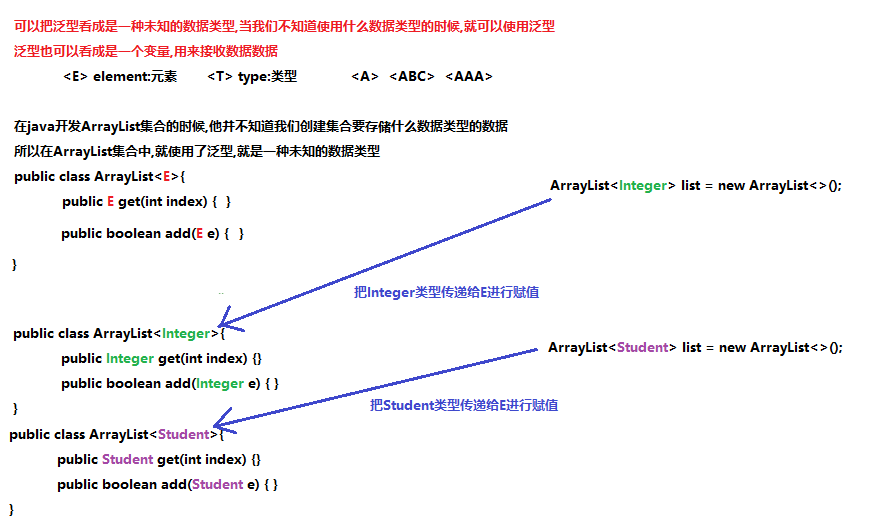 可以把泛型看成是一种未知的数据类型,当我们不知道使用什么数据类型的时候,就可以使用泛型
泛型也可以看成是一个变量,用来接收数据数据
<E> element:元素 <T> type:类型 <A> <ABC> <AAA>
在java开发ArrayList集合的时候,他并不知道我们创建集合要存储什么数据类型的数据
所以在ArrayList集合中,就使用了泛型,就是一种未知的数据类型
public class ArrayList<E>{
public E get(int index) { }
public boolean add(E e) { }
}
ArrayList<Integer> list = new ArrayList<>();
把Integer类型传递给E进行赋值
public class ArrayList<Integer>{
public Integer get(int index) {}
public boolean add(Integer e) { }
}
ArrayList<Student> list = new ArrayList<>();
把Student类型传递给E进行赋值
public class ArrayList<Student>{
public Student get(int index) {}
public boolean add(Student e) { }
}